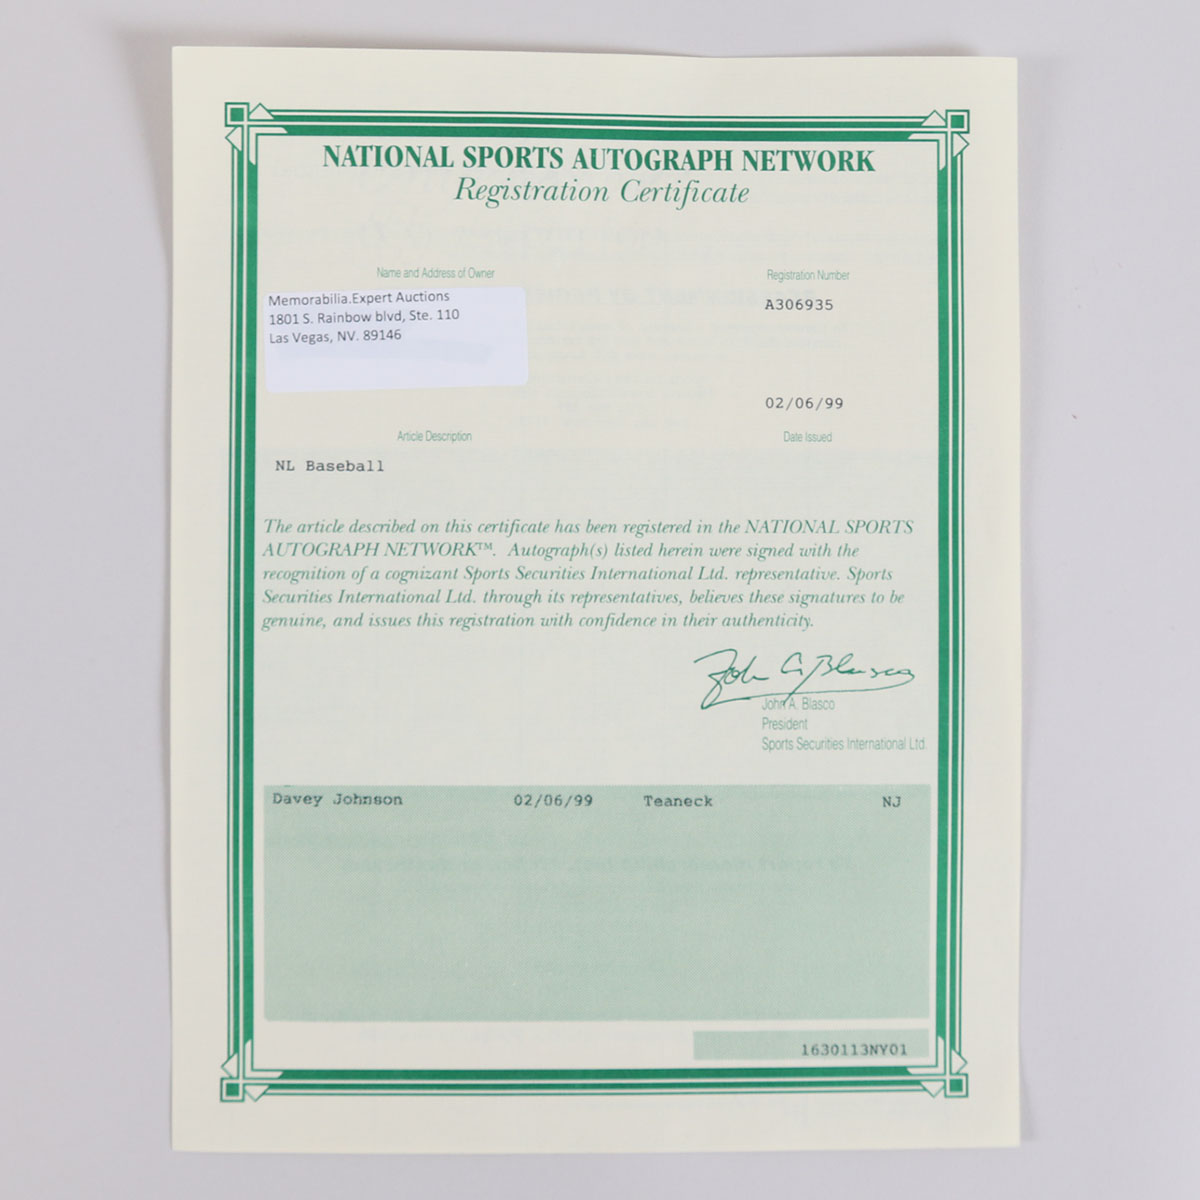 NATIONAL SPORTS AUTOGRAPH NETWORK
Registration Certificate
Name and Address of Owner
Memorabilia.Expert Auctions
1801 S. Rainbow blvd, Ste. 110
Las Vegas, NV. 89146
Registration Number
A306935
02/06/99
Date Issued
Article Description
NL Baseball
The article described on this certificate has been registered in the NATIONAL SPORTS
AUTOGRAPH NETWORK™. Autograph(s) listed herein were signed with the
recognition of a cognizant Sports Securities International Ltd. representative. Sports
Securities International Ltd. through its representatives, believes these signatures to be
genuine, and issues this registration with confidence in their authenticity.
John A. Blasco
John A. Blasco
President
Sports Securities International Ltd.
Davey Johnson 02/06/99 Teaneck NJ
1630113NY01